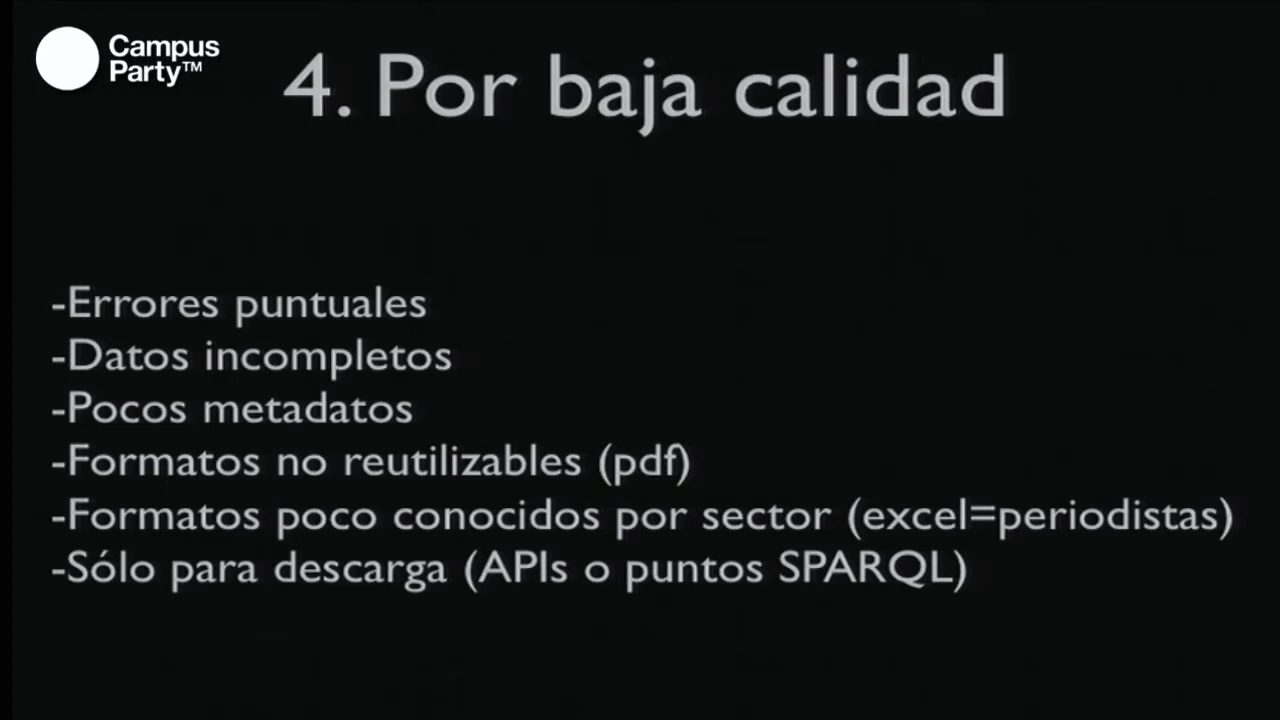 Campus
Party™
4. Por baja calidad
-Errores puntuales
-Datos incompletos
-Pocos metadatos
-Formatos no reutilizables (pdf)
-Formatos poco conocidos por sector (excel=periodistas)
-Sólo para descarga (APIs o puntos SPARQL)